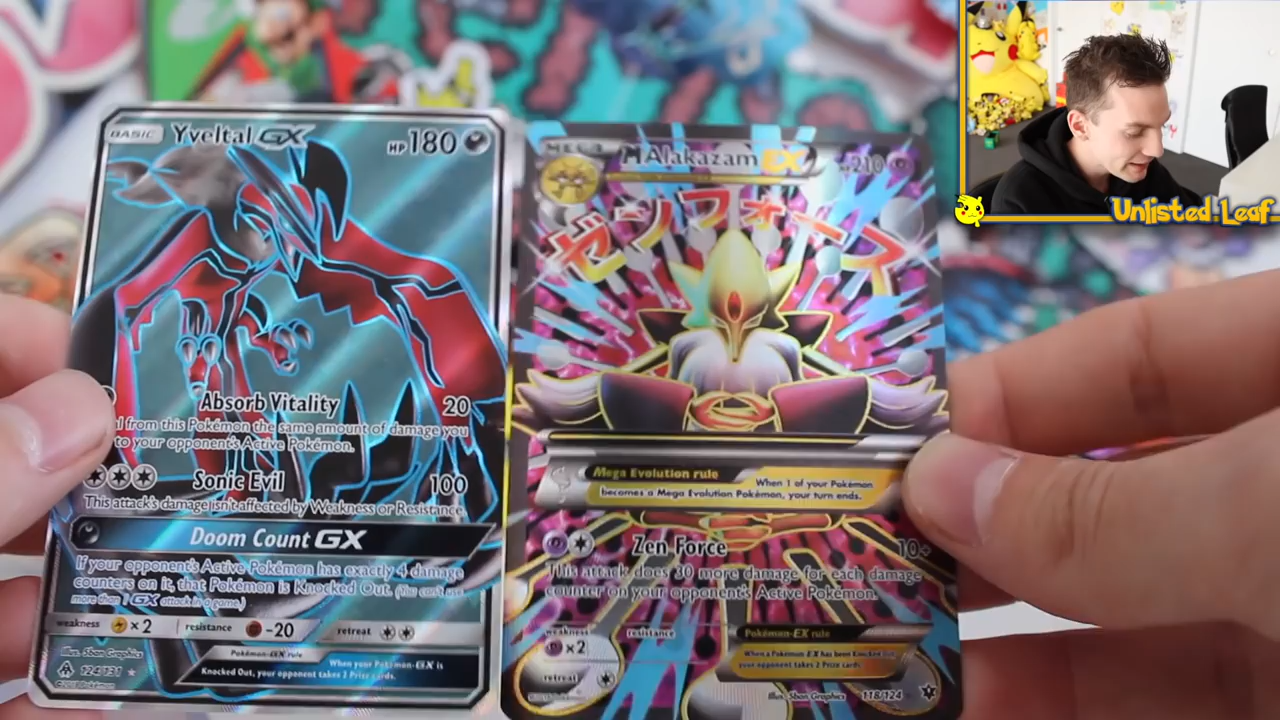 BASIC Yveltal GX HP 180
Absorb Vitality 20
from this Pokémon the same amount of damage you
to your opponent's Active Pokémon.
Sonic Evil 100
This attack's damage isn't affected by Weakness or Resistance.
Doom Count GX
If your opponent's Active Pokémon has exactly 4 damage
counters on it, that Pokémon is Knocked Out. (You can't use
more than 1 GX attack in a game.)
weakness ×2 resistance -20 retreat
Illus. 5ban Graphics
124/131
Pokémon-GX rule
When your Pokémon-GX is
Knocked Out, your opponent takes 2 Prize cards.
MEGA M Alakazam EX 210
ゼンフォース
Mega Evolution rule
When 1 of your Pokémon
becomes a Mega Evolution Pokémon, your turn ends.
Zen Force 10+
This attack does 30 more damage for each damage
counter on your opponent's Active Pokémon.
weakness ×2 resistance
retreat
Pokémon-EX rule
When a Pokémon-EX has been Knocked Out,
your opponent takes 2 Prize cards.
Illus. 5ban Graphics 118/124
Unlisted.Leaf